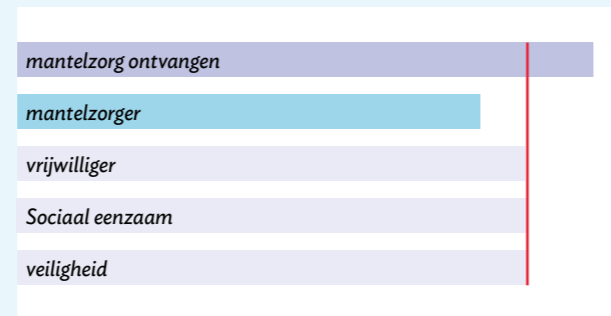 mantelzorg ontvangen
mantelzorger
vrijwilliger
Sociaal eenzaam
veiligheid